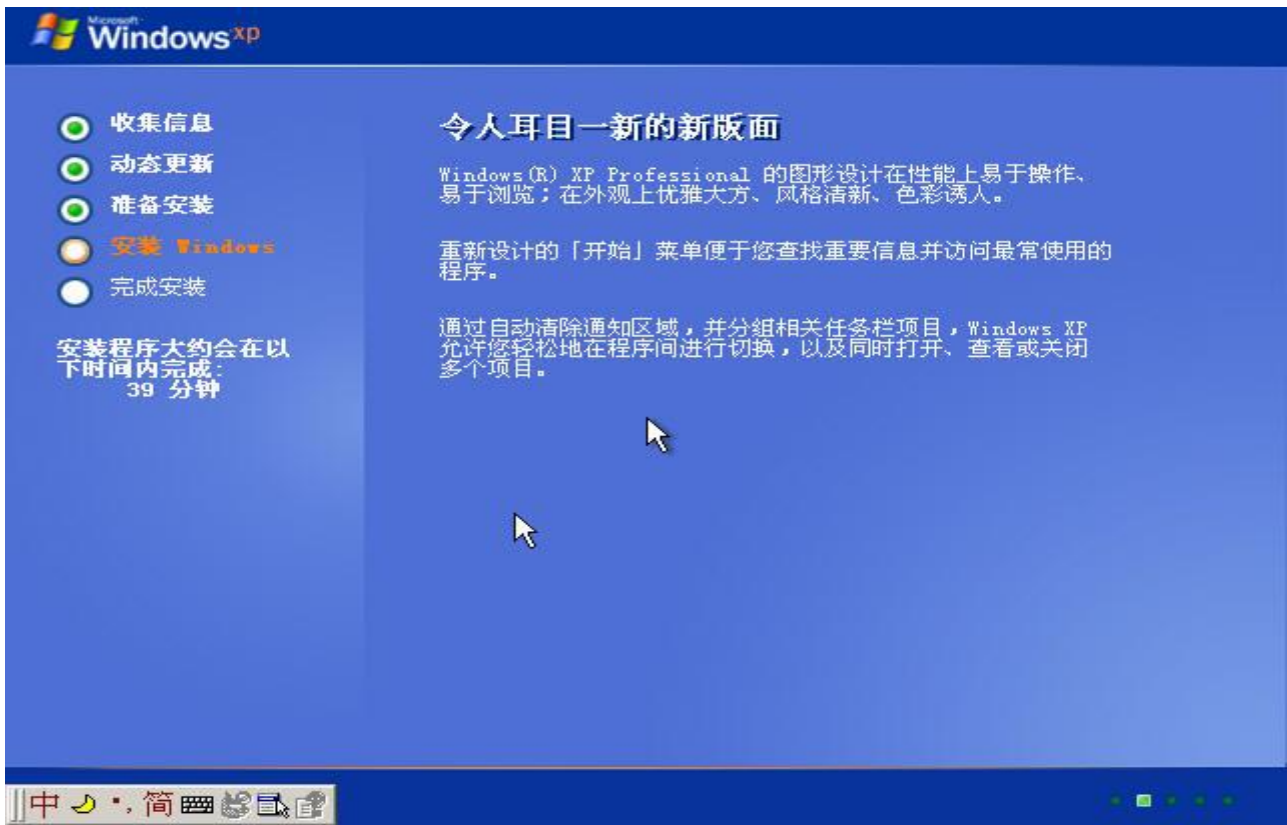 Microsoft
Windows xp
收集信息
动态更新
准备安装
安装 Windows
完成安装
安装程序大约会在以
下时间内完成:
39 分钟
令人耳目一新的新版面
Windows(R) XP Professional 的图形设计在性能上易于操作、
易于浏览;在外观上优雅大方、风格清新、色彩诱人。
重新设计的「开始」菜单便于您查找重要信息并访问最常使用的
程序。
通过自动清除通知区域,并分组相关任务栏项目,Windows XP
允许您轻松地在程序间进行切换,以及同时打开、查看或关闭
多个项目。
中 简